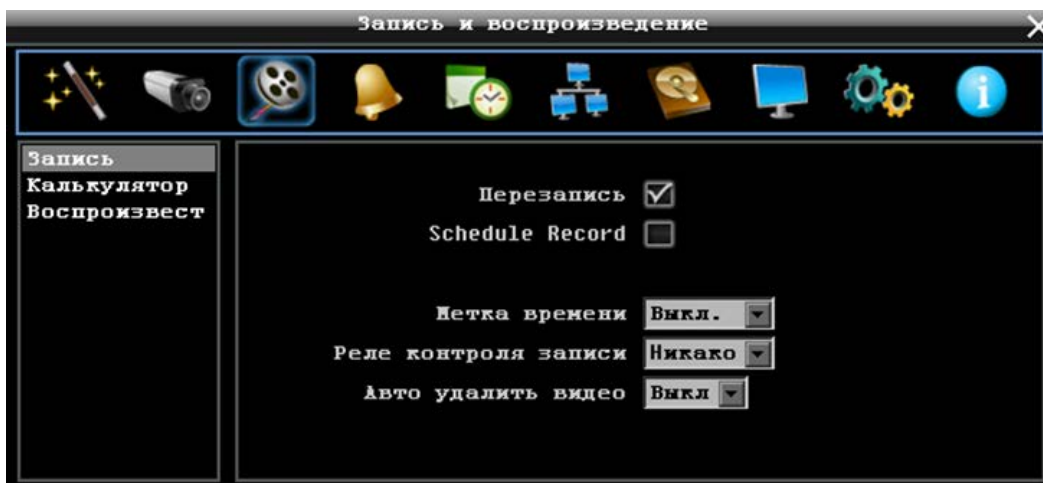 Запись и воспроизведение
Запись
Калькулятор
Воспроизвест
Перезапись
Schedule Record
Метка времени Выкл.
Реле контроля записи Никако
Авто удалить видео Выкл